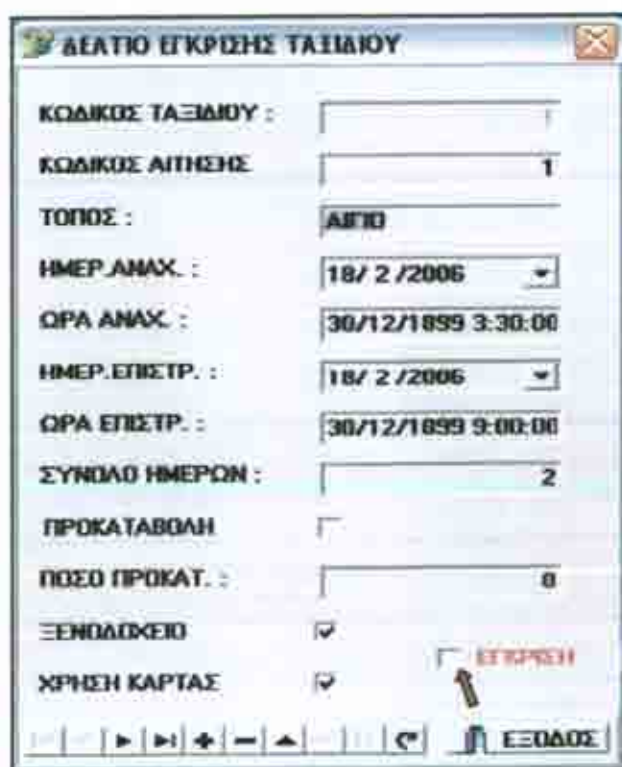 ΔΕΛΤΙΟ ΕΓΚΡΙΣΗΣ ΤΑΞΙΔΙΟΥ
ΚΩΔΙΚΟΣ ΤΑΞΙΔΙΟΥ :
ΚΩΔΙΚΟΣ ΑΙΤΗΣΗΣ 1
ΤΟΠΟΣ : ΑΙΓΙΟ
ΗΜΕΡ.ΑΝΑΧ. : 18/ 2 /2006
ΩΡΑ ΑΝΑΧ. : 30/12/1899 3:30:00
ΗΜΕΡ.ΕΠΙΣΤΡ. : 18/ 2 /2006
ΩΡΑ ΕΠΙΣΤΡ. : 30/12/1899 9:00:00
ΣΥΝΟΛΟ ΗΜΕΡΩΝ : 2
ΠΡΟΚΑΤΑΒΟΛΗ
ΠΟΣΟ ΠΡΟΚΑΤ. : 0
ΞΕΝΟΔΟΧΕΙΟ
ΕΓΚΡΙΣΗ
ΧΡΗΣΗ ΚΑΡΤΑΣ
ΕΞΟΔΟΣ